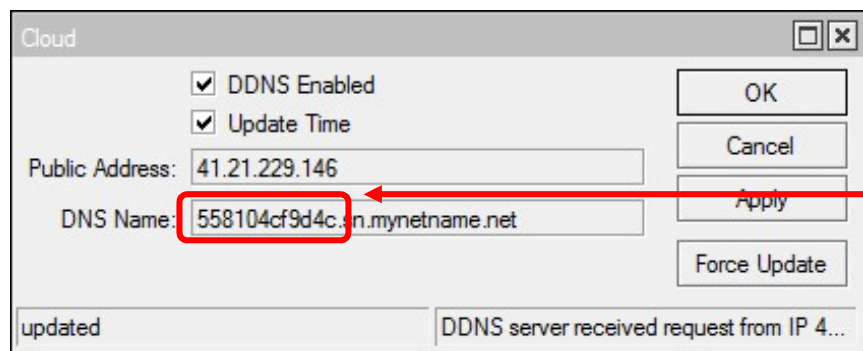 Cloud
DDNS Enabled
OK
Update Time
Cancel
Public Address: 41.21.229.146
Apply
DNS Name: 558104cf9d4c.sn.mynetname.net
Force Update
updated
DDNS server received request from IP 4...